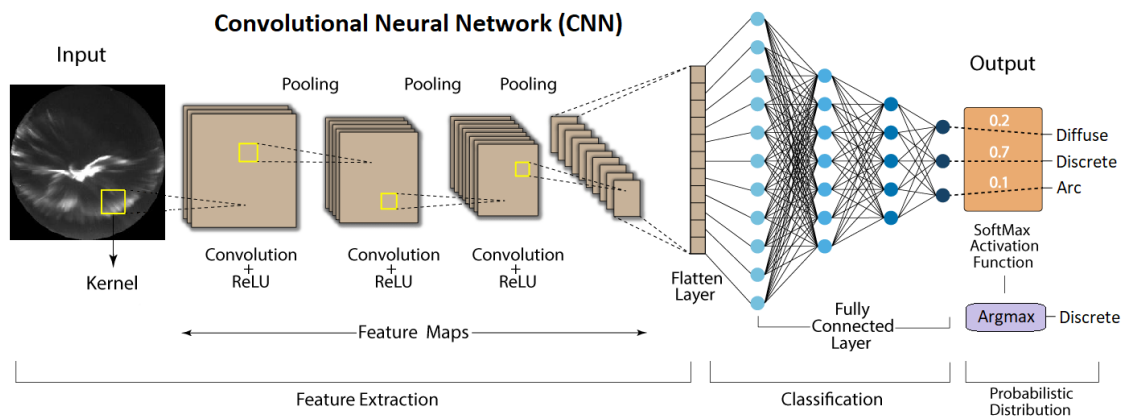 Convolutional Neural Network (CNN)
Input
Pooling
Pooling
Pooling
Output
0.2
Diffuse
0.7
Discrete
0.1
Arc
Kernel
Convolution
+
ReLU
Convolution
+
ReLU
Convolution
+
ReLU
Flatten
Layer
SoftMax
Activation
Function
Feature Maps
Fully
Connected
Layer
Argmax
Discrete
Feature Extraction
Classification
Probabilistic
Distribution